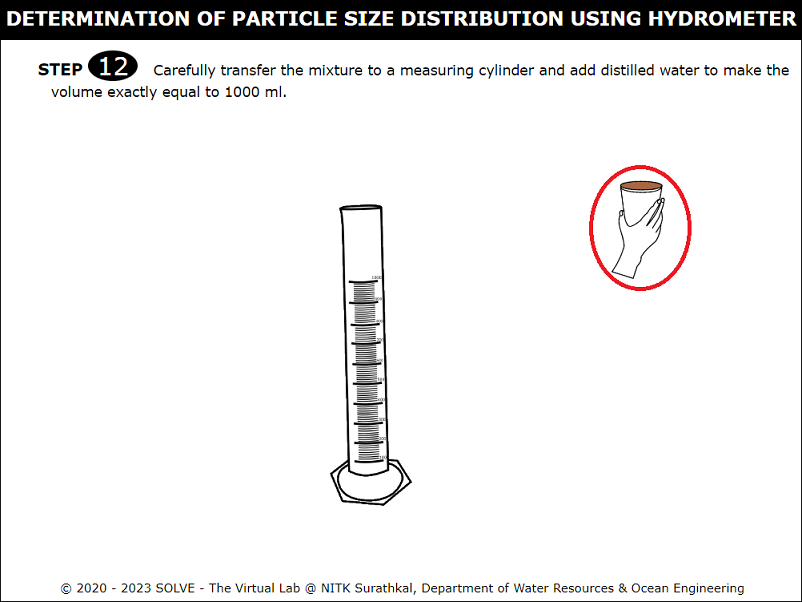 DETERMINATION OF PARTICLE SIZE DISTRIBUTION USING HYDROMETER
STEP 12 Carefully transfer the mixture to a measuring cylinder and add distilled water to make the
volume exactly equal to 1000 ml.
© 2020 - 2023 SOLVE - The Virtual Lab @ NITK Surathkal, Department of Water Resources & Ocean Engineering